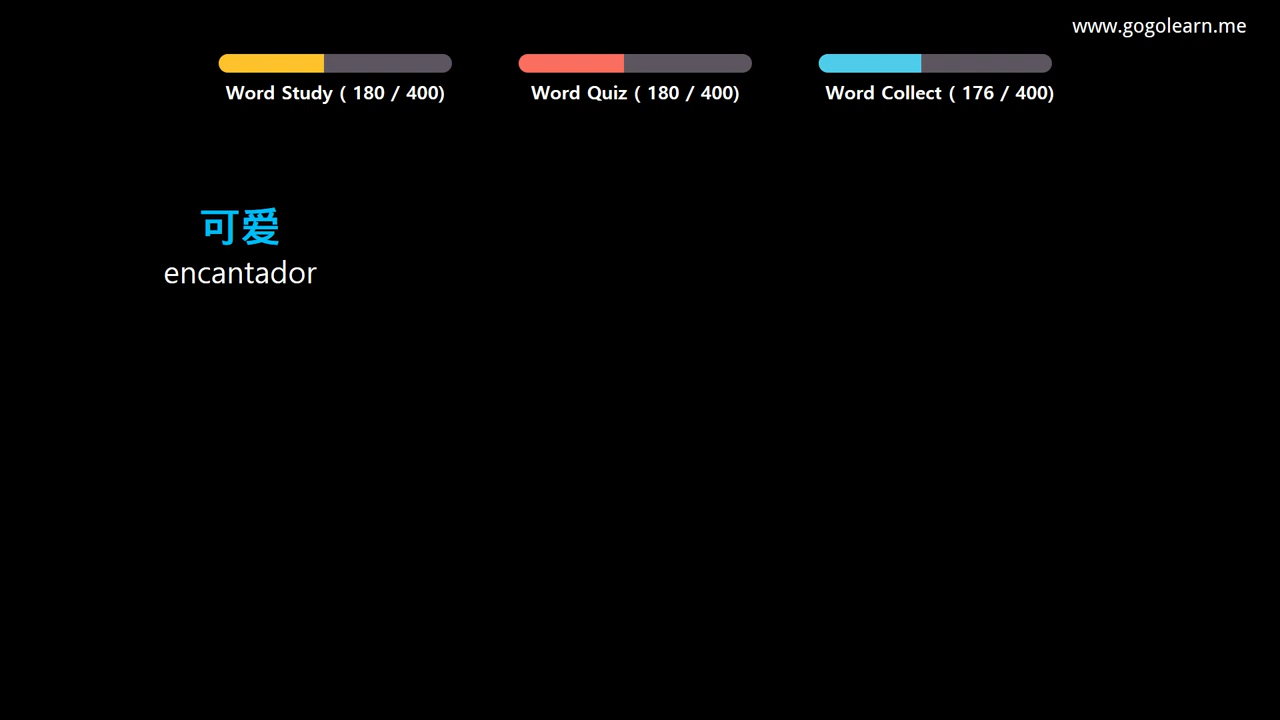 www.gogolearn.me
Word Study ( 180 / 400)
Word Quiz ( 180 / 400)
Word Collect ( 176 / 400)
可爱
encantador